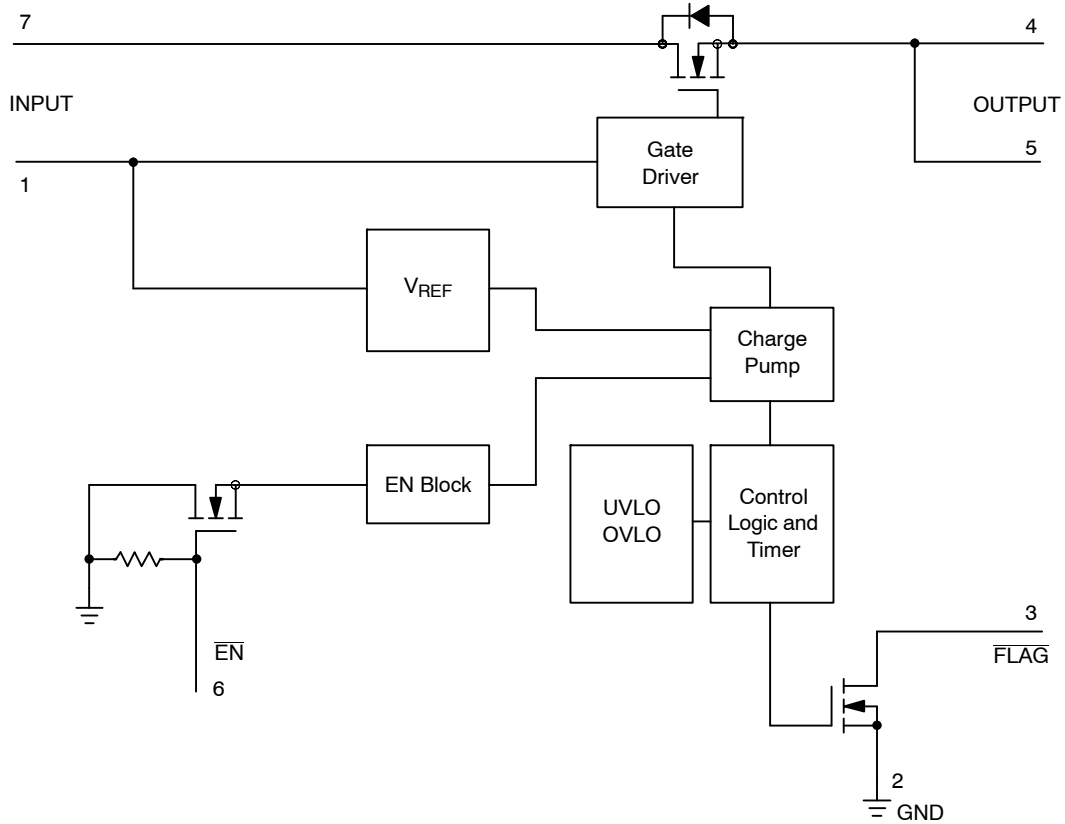 7
4
INPUT
OUTPUT
Gate
Driver
5
1
VREF
Charge
Pump
EN Block
UVLO
OVLO
Control
Logic and
Timer
3
EN
FLAG
6
2
GND